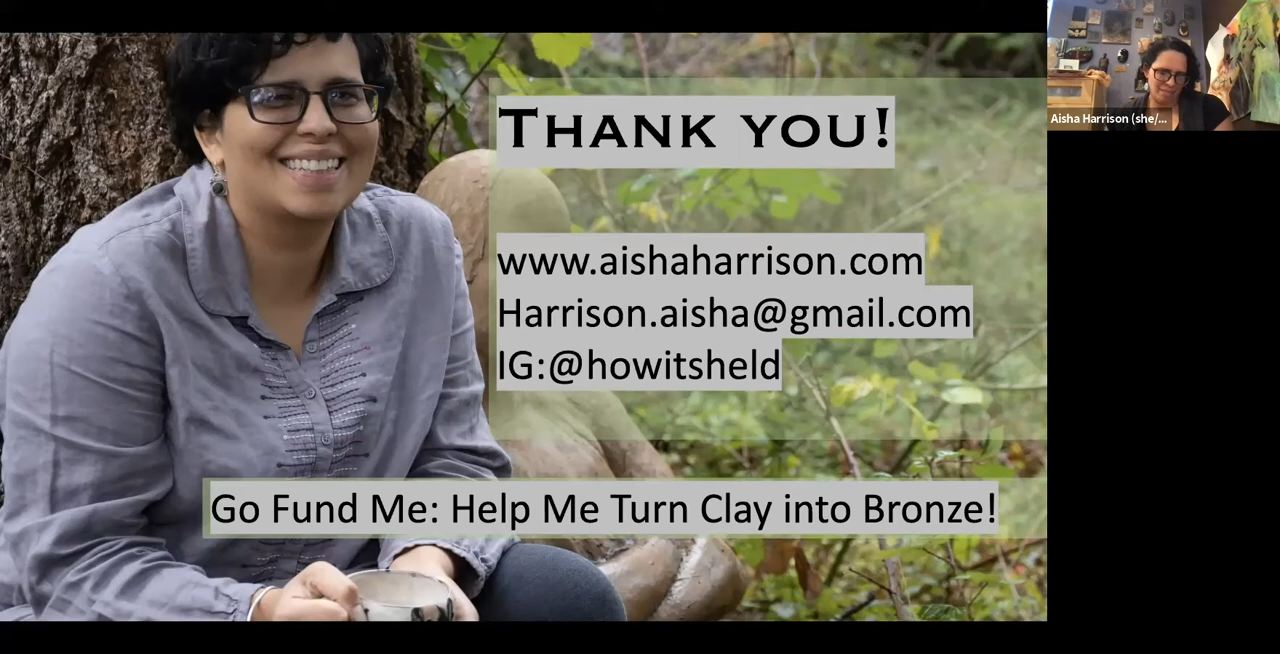 THANK YOU!
www.aishaharrison.com
Harrison.aisha@gmail.com
IG:@howitsheld
Go Fund Me: Help Me Turn Clay into Bronze!
Aisha Harrison (she/...